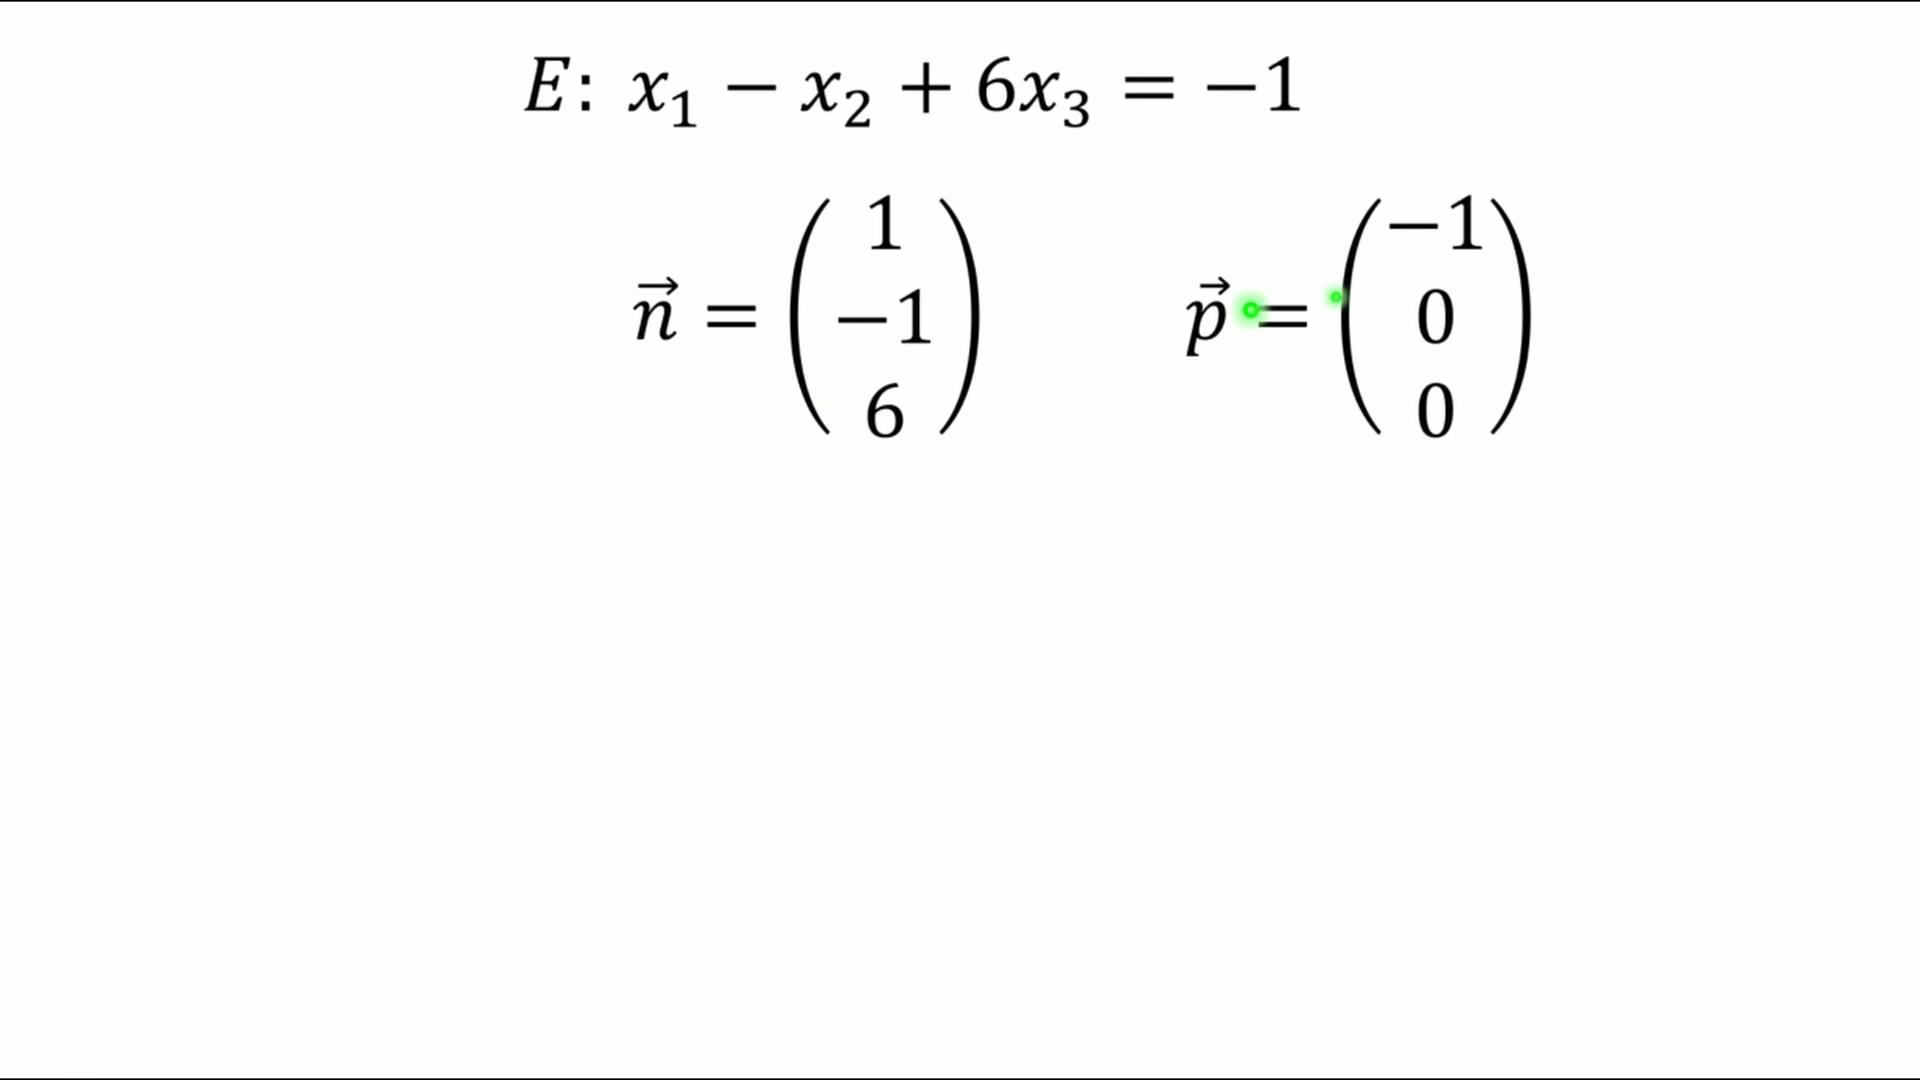 E: x₁ − x₂ + 6x₃ = −1
n⃗ = (1 −1 6) p⃗ = (−1 0 0)